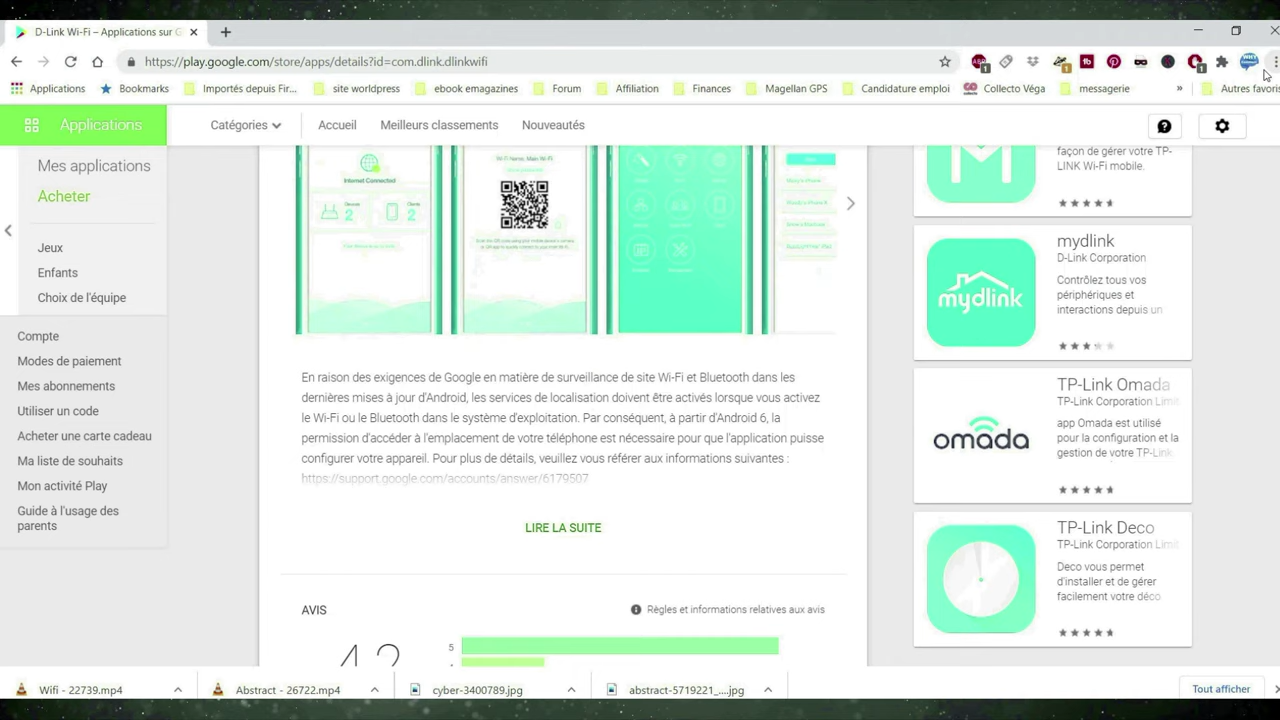 D-Link Wi-Fi – Applications sur G
https://play.google.com/store/apps/details?id=com.dlink.dlinkwifi
Applications
Bookmarks
Importés depuis Fir...
site worldpress
ebook emagazines
Forum
Affiliation
Finances
Magellan GPS
Candidature emploi
Collecto Véga
messagerie
»
Autres favoris
Applications
Catégories
Accueil
Meilleurs classements
Nouveautés
Mes applications
Acheter
Jeux
Enfants
Choix de l'équipe
Compte
Modes de paiement
Mes abonnements
Utiliser un code
Acheter une carte cadeau
Ma liste de souhaits
Mon activité Play
Guide à l'usage des
parents
Internet Connected
2
2
En raison des exigences de Google en matière de surveillance de site Wi-Fi et Bluetooth dans les
dernières mises à jour d'Android, les services de localisation doivent être activés lorsque vous activez
le Wi-Fi ou le Bluetooth dans le système d'exploitation. Par conséquent, à partir d'Android 6, la
permission d'accéder à l'emplacement de votre téléphone est nécessaire pour que l'application puisse
configurer votre appareil. Pour plus de détails, veuillez vous référer aux informations suivantes :
https://support.google.com/accounts/answer/6179507
LIRE LA SUITE
AVIS
Règles et informations relatives aux avis
4,2
5
façon de gérer votre TP-
LINK Wi-Fi mobile.
mydlink
mydlink
D-Link Corporation
Contrôlez tous vos
périphériques et
interactions depuis un
omada
TP-Link Omada
TP-Link Corporation Limit
app Omada est utilisé
pour la configuration et la
gestion de votre TP-Link
TP-Link Deco
TP-Link Corporation Limit
Deco vous permet
d'installer et de gérer
facilement votre déco
Wifi - 22739.mp4
Abstract - 26722.mp4
cyber-3400789.jpg
abstract-5719221_....jpg
Tout afficher